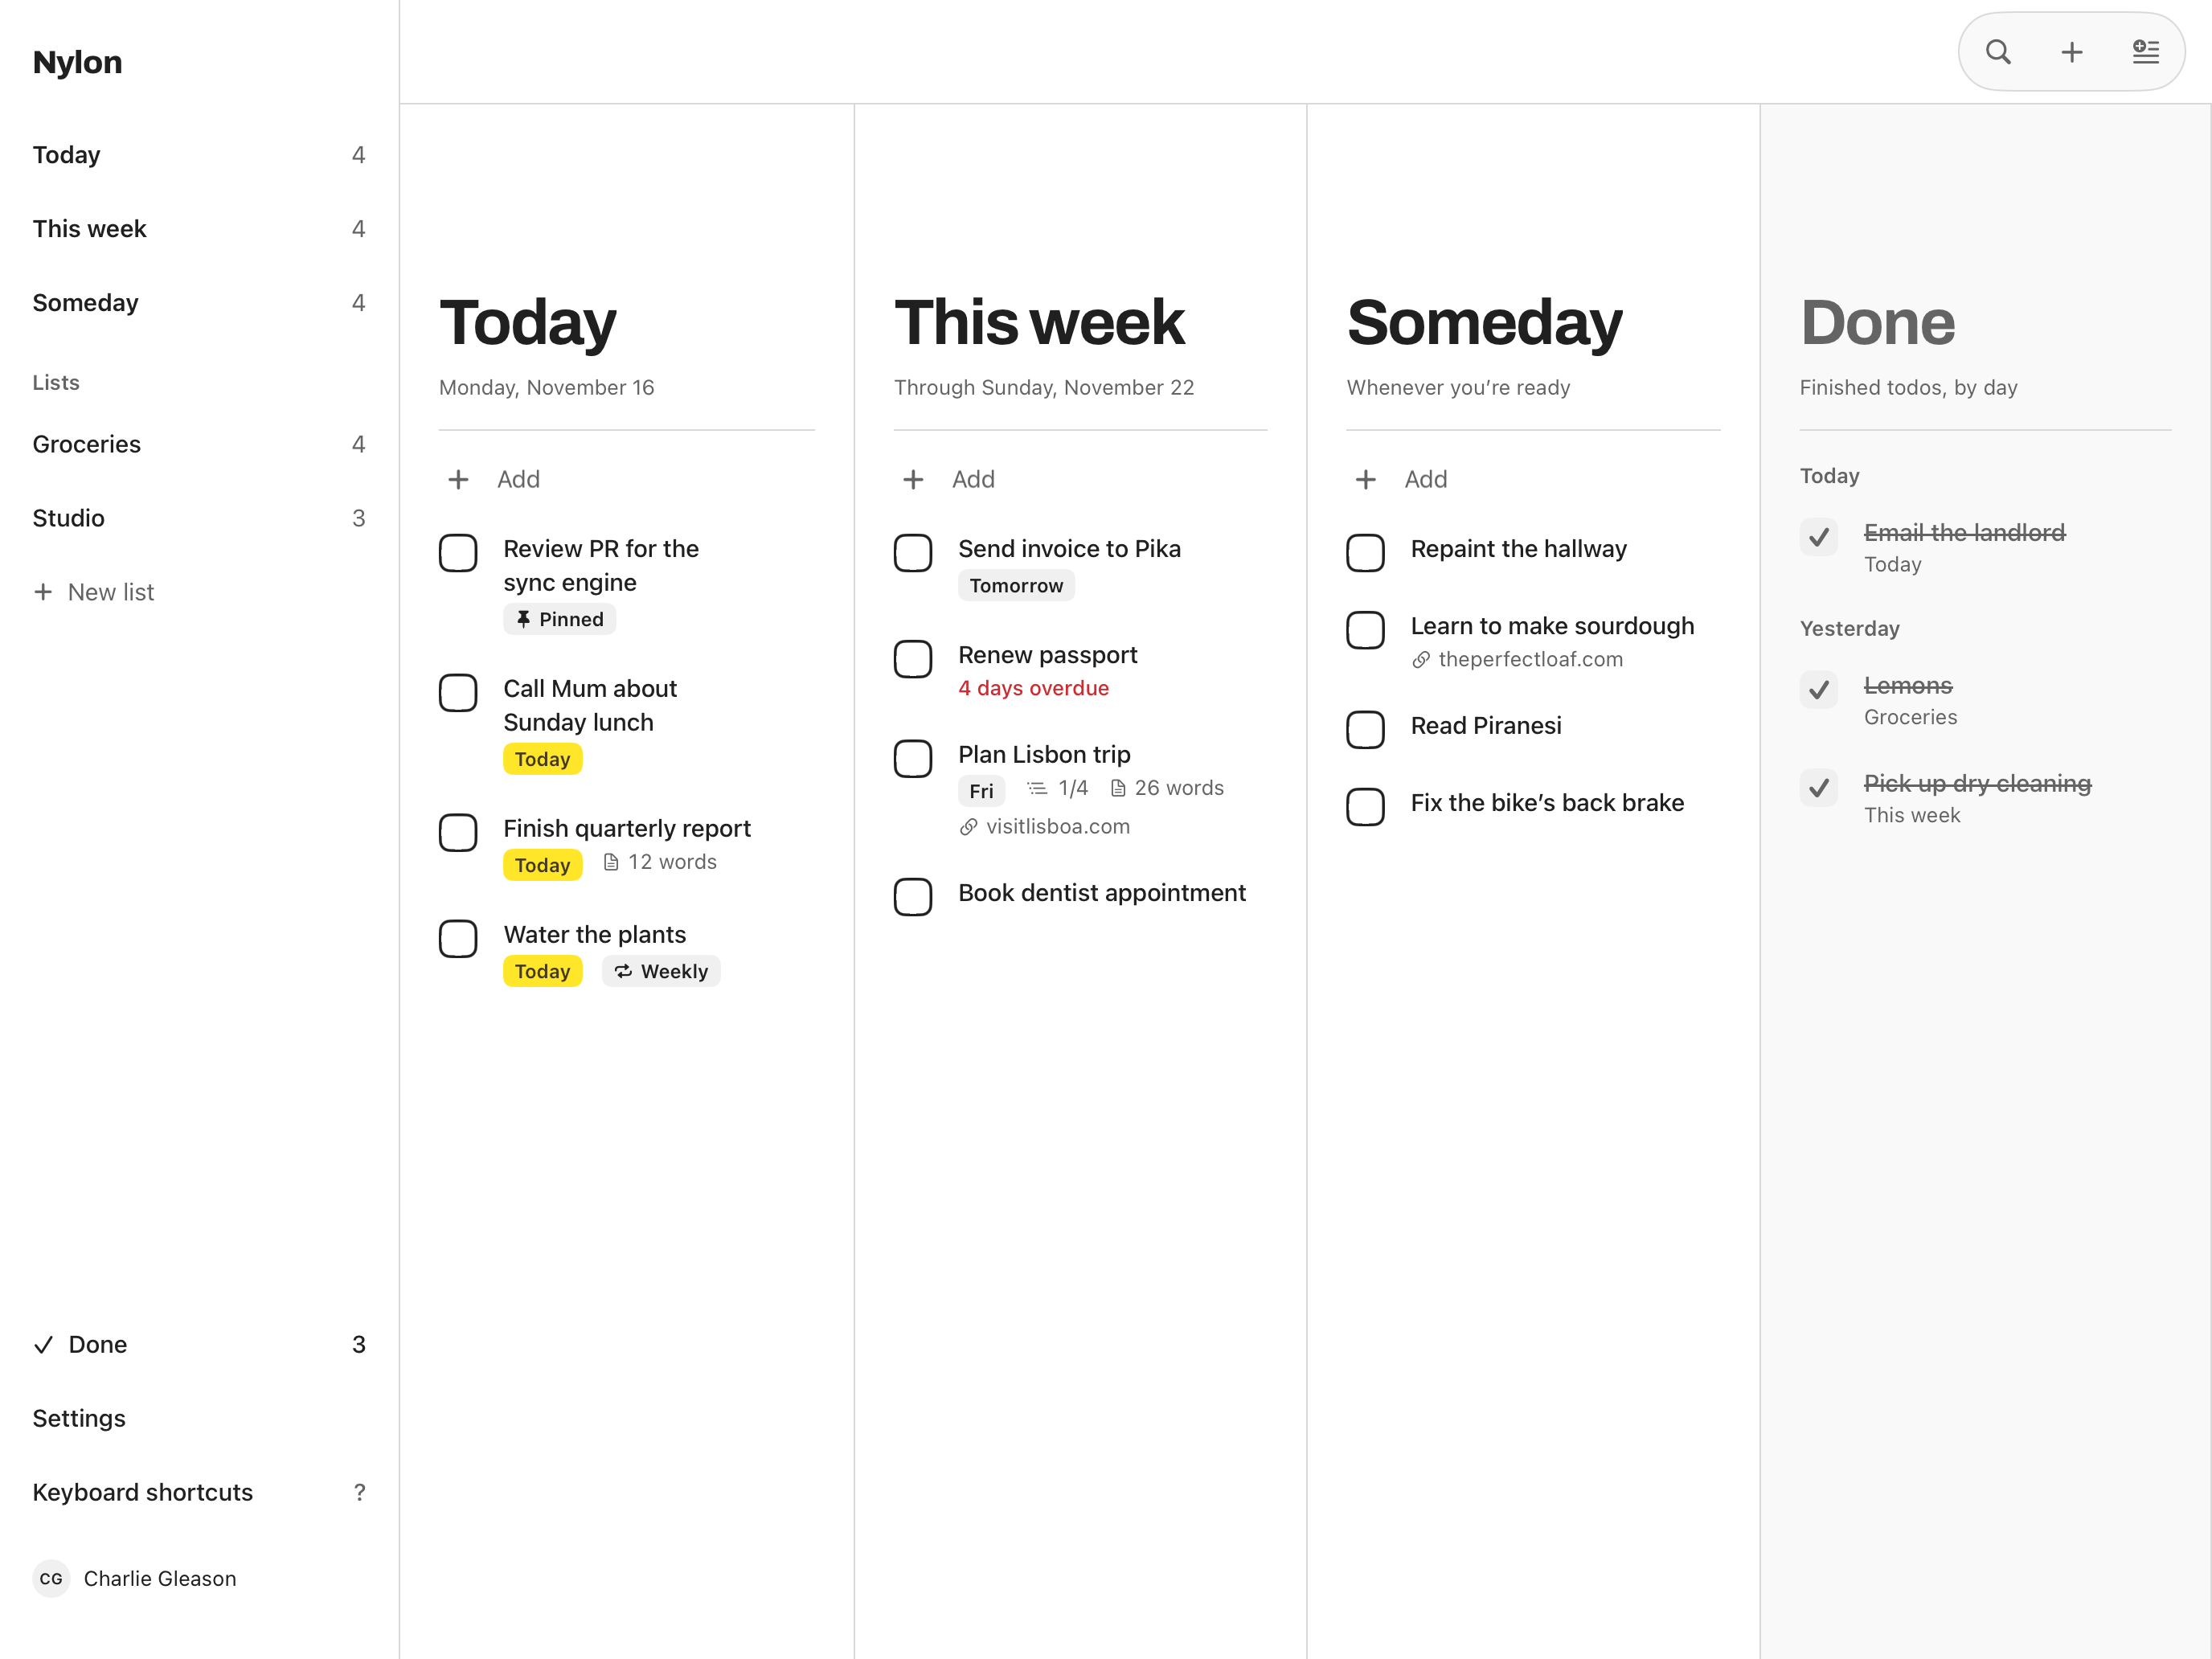 Nylon
Today 4
This week 4
Someday 4
Lists
Groceries 4
Studio 3
New list
Done 3
Settings
Keyboard shortcuts ?
CG Charlie Gleason
Today
Monday, November 16
Add
Review PR for the
sync engine
Pinned
Call Mum about
Sunday lunch
Today
Finish quarterly report
Today 12 words
Water the plants
Today Weekly
This week
Through Sunday, November 22
Add
Send invoice to Pika
Tomorrow
Renew passport
4 days overdue
Plan Lisbon trip
Fri 1/4 26 words
visitlisboa.com
Book dentist appointment
Someday
Whenever you’re ready
Add
Repaint the hallway
Learn to make sourdough
theperfectloaf.com
Read Piranesi
Fix the bike’s back brake
Done
Finished todos, by day
Today
Email the landlord
Today
Yesterday
Lemons
Groceries
Pick up dry cleaning
This week